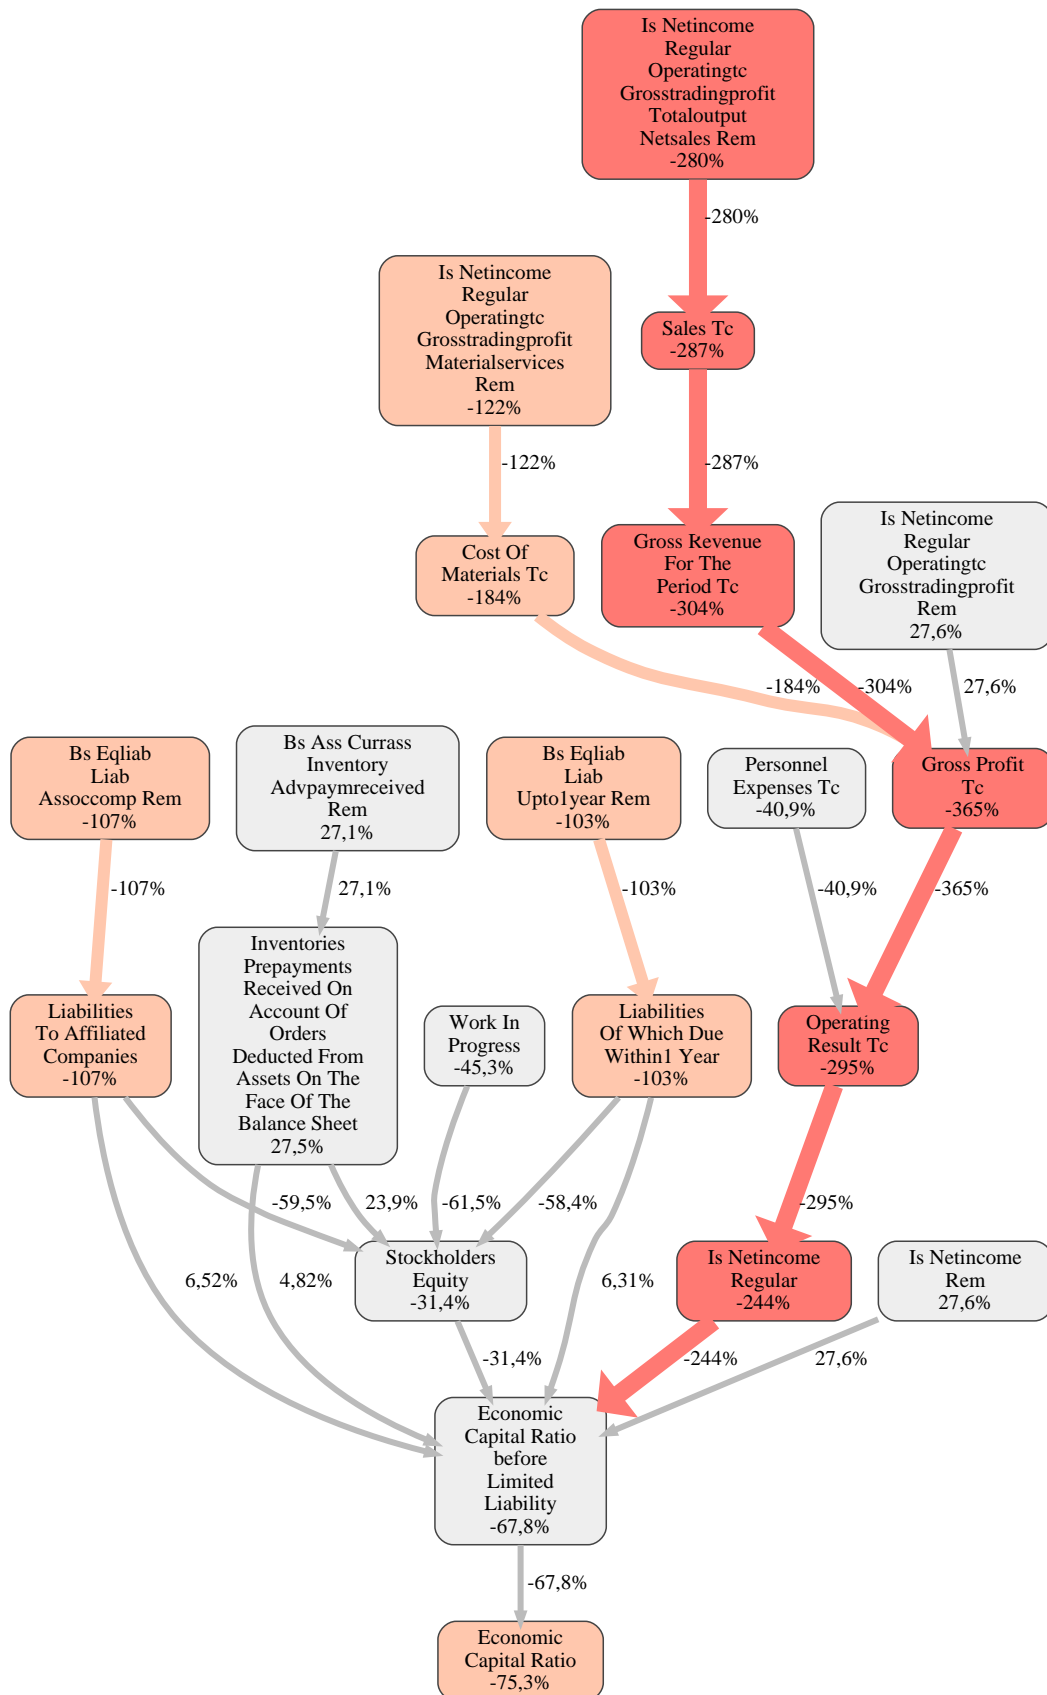 Is Netincome
Regular
Operatingtc
Grosstradingprofit
Totaloutput
Netsales Rem
-280%
-280%
Is Netincome
Regular
Operatingtc
Grosstradingprofit
Materialservices
Rem
-122%
Sales Tc
-287%
-122%
-287%
Is Netincome
Regular
Operatingtc
Grosstradingprofit
Rem
27,6%
Cost Of
Materials Tc
-184%
Gross Revenue
For The
Period Tc
-304%
-184%
-304%
27,6%
Bs Eqliab
Liab
Assoccomp Rem
-107%
Bs Ass Currass
Inventory
Advpaymreceived
Rem
27,1%
Bs Eqliab
Liab
Upto1year Rem
-103%
Personnel
Expenses Tc
-40,9%
Gross Profit
Tc
-365%
-107%
27,1%
-103%
-40,9%
-365%
Liabilities
To Affiliated
Companies
-107%
Inventories
Prepayments
Received On
Account Of
Orders
Deducted From
Assets On The
Face Of The
Balance Sheet
27,5%
Work In
Progress
-45,3%
Liabilities
Of Which Due
Within1 Year
-103%
Operating
Result Tc
-295%
-59,5%
23,9%
-61,5%
-58,4%
-295%
Stockholders
Equity
-31,4%
Is Netincome
Regular
-244%
Is Netincome
Rem
27,6%
6,52%
4,82%
6,31%
-31,4%
-244%
27,6%
Economic
Capital Ratio
before
Limited
Liability
-67,8%
-67,8%
Economic
Capital Ratio
-75,3%